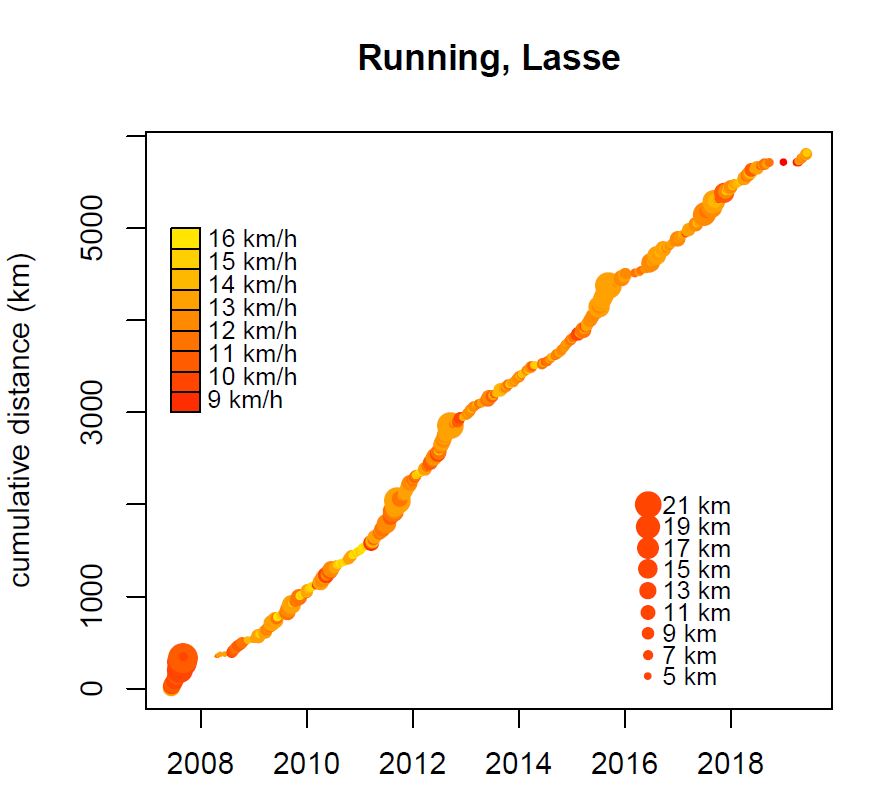 Running, Lasse
cumulative distance (km)
5000
3000
1000
0
16 km/h
15 km/h
14 km/h
13 km/h
12 km/h
11 km/h
10 km/h
9 km/h
21 km
19 km
17 km
15 km
13 km
11 km
9 km
7 km
5 km
2008 2010 2012 2014 2016 2018